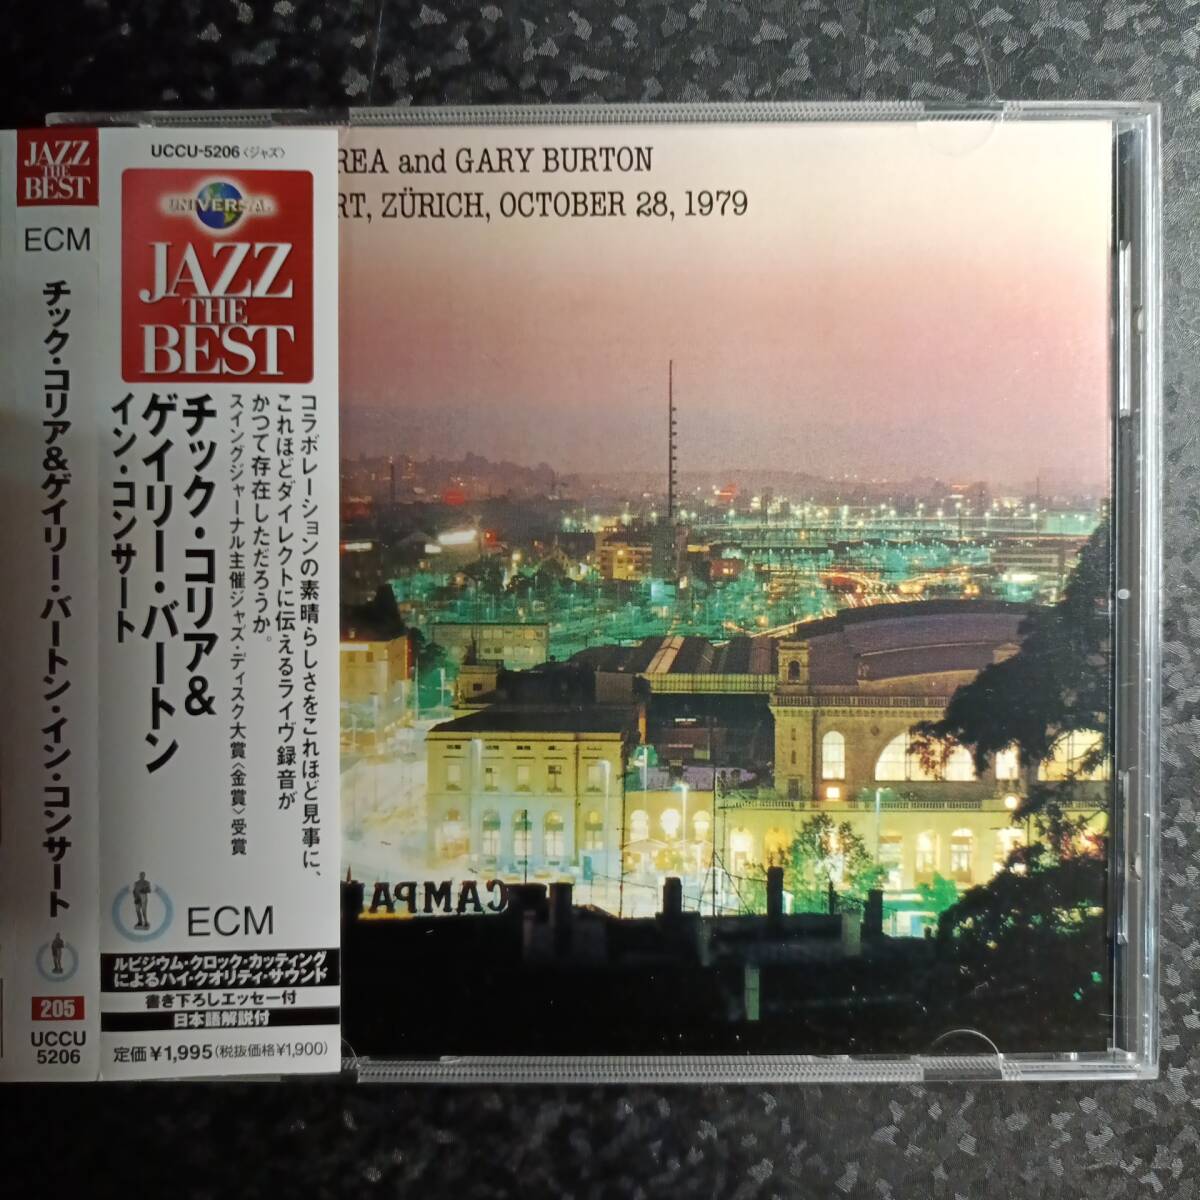 JAZZ
THE
BEST
ECM
チック・コリア&ゲイリー・バートン・イン・コンサート
205
UCCU
5206
UCCU-5206〈ジャズ〉
UNIVERSAL
JAZZ
THE
BEST
コラボレーションの素晴らしさをこれほど見事に、
これほどダイレクトに伝えるライヴ録音が
かつて存在しただろうか。
スイングジャーナル主催ジャズ・ディスク大賞〈金賞〉受賞
チック・コリア&
ゲイリー・バートン
イン・コンサート
ECM
ルビジウム・クロック・カッティング
によるハイ・クオリティ・サウンド
書き下ろしエッセー付
日本語解説付
定価¥1,995(税抜価格¥1,900)
REA and GARY BURTON
RT, ZÜRICH, OCTOBER 28, 1979
CAMPA